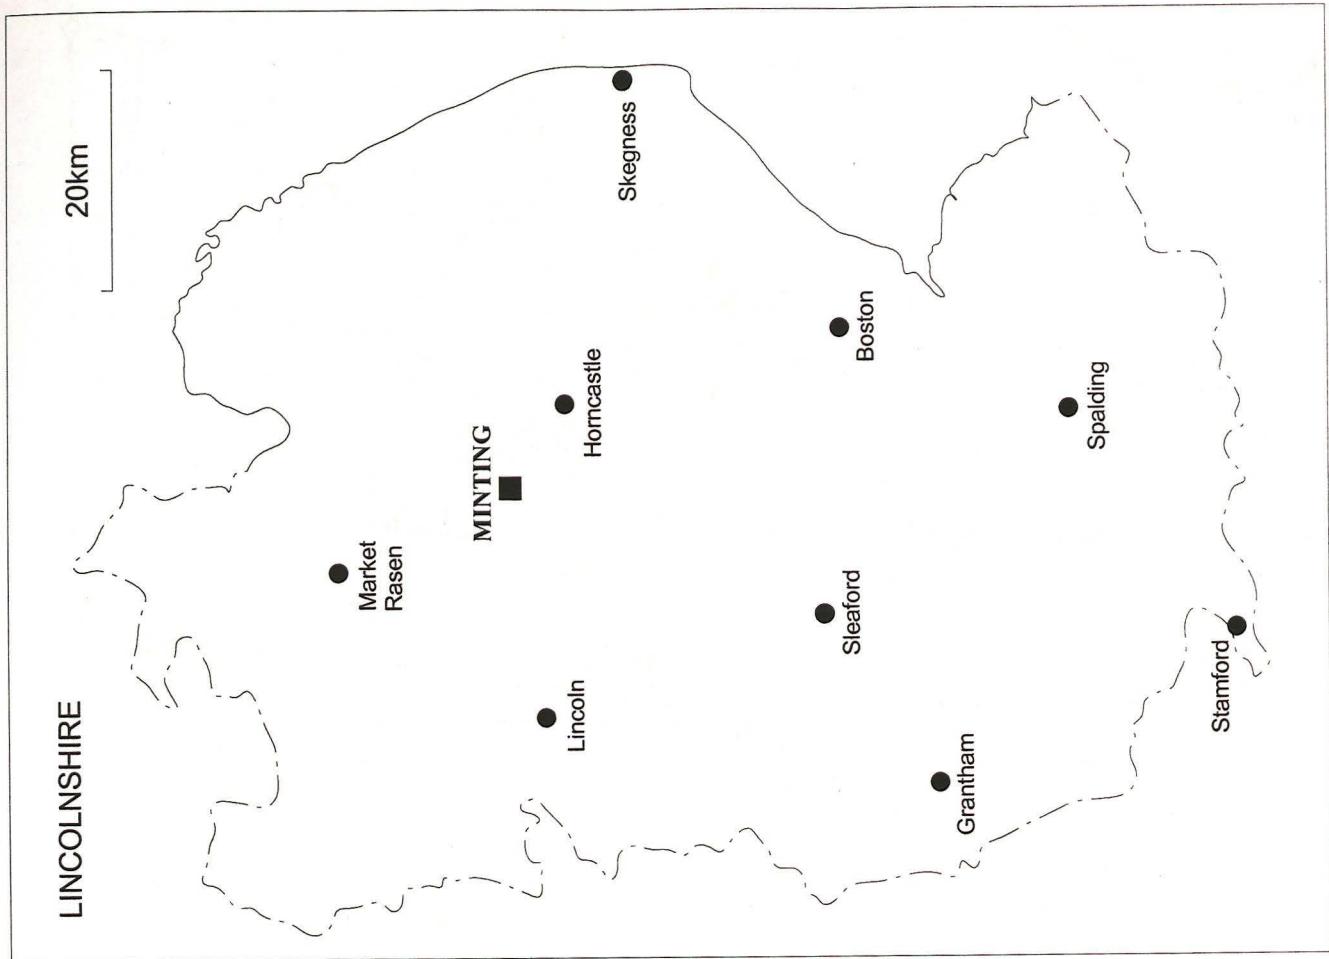 LINCOLNSHIRE
20km
Market
Rasen
MINTING
Lincoln
Horncastle
Skegness
Sleaford
Boston
Grantham
Spalding
Stamford